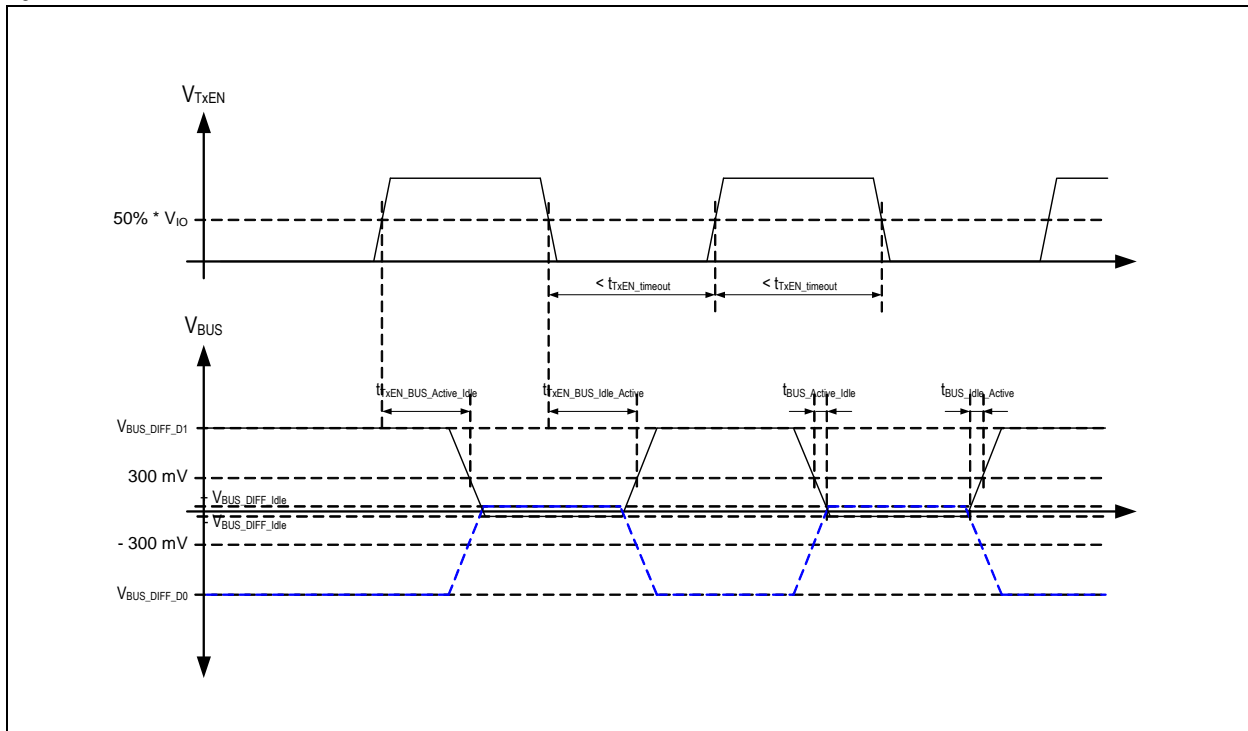 VTxEN
50% * VIO
< tTxEN_timeout
< tTxEN_timeout
VBUS
tTxEN_BUS_Active_Idle
tTxEN_BUS_Idle_Active
tBUS_Active_Idle
tBUS_Idle_Active
VBUS_DIFF_D1
300 mV
+ VBUS_DIFF_Idle
- VBUS_DIFF_Idle
- 300 mV
VBUS_DIFF_D0